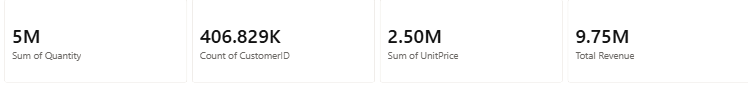 5M
Sum of Quantity
406.829K
Count of CustomerID
2.50M
Sum of UnitPrice
9.75M
Total Revenue